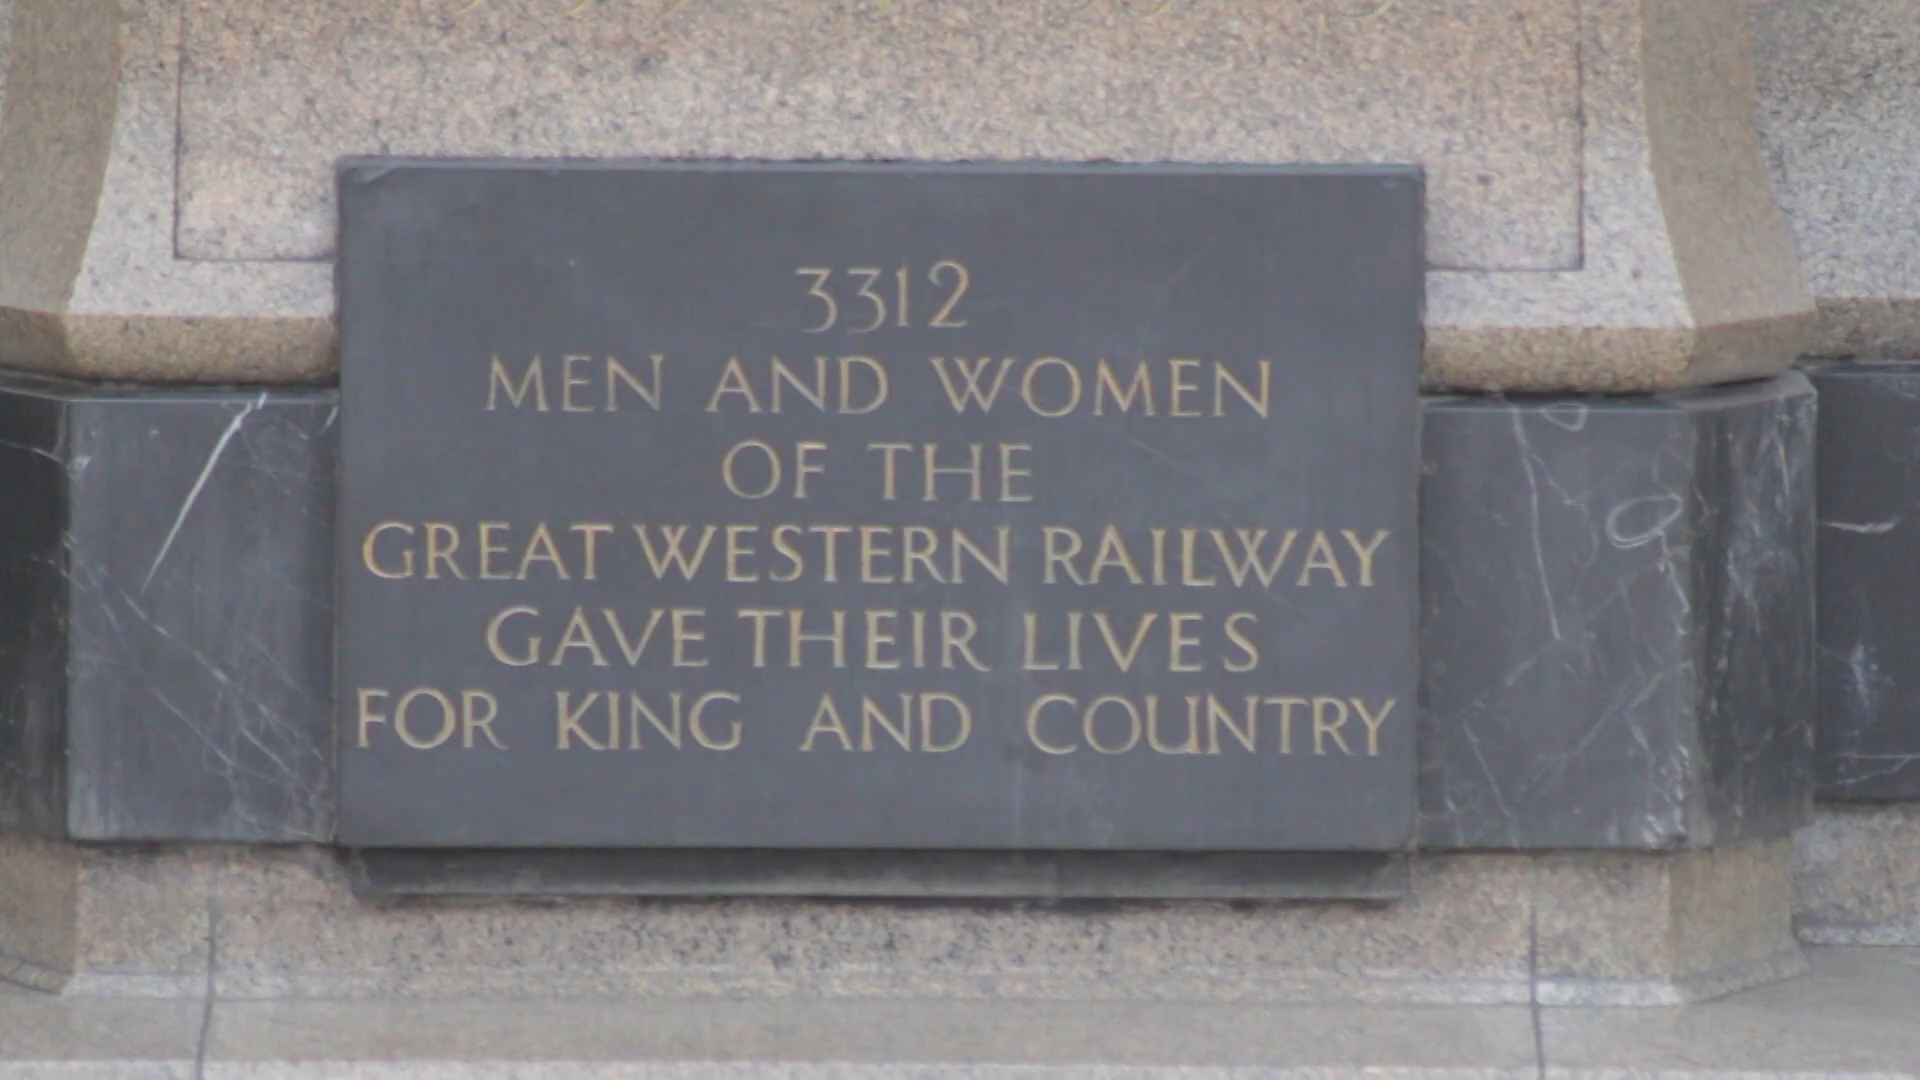 3312
MEN AND WOMEN
OF THE
GREAT WESTERN RAILWAY
GAVE THEIR LIVES
FOR KING AND COUNTRY